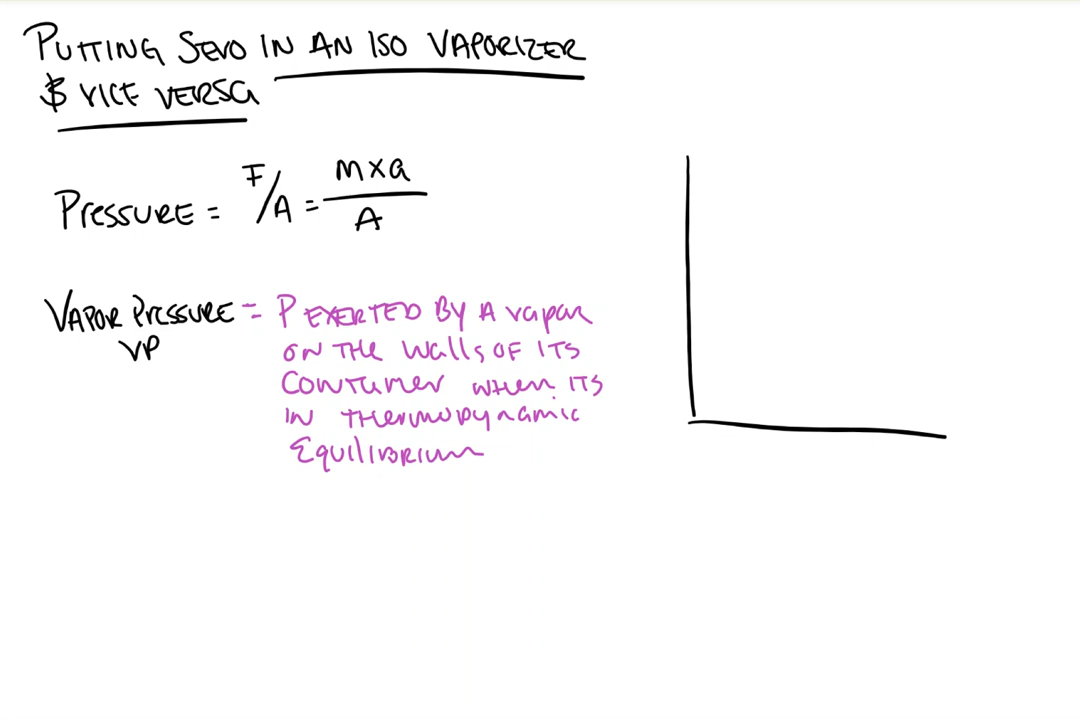 PUTTING SEVO IN AN ISO VAPORIZER
& VICE VERSA
PRESSURE = F/A = m x a / A
VAPOR PRESSURE = P EXERTED BY A vapor
VP
ON THE WALLS OF ITS
CONTAINER WHEN ITS
IN THERMODYNAMIC
EQUILIBRIUM